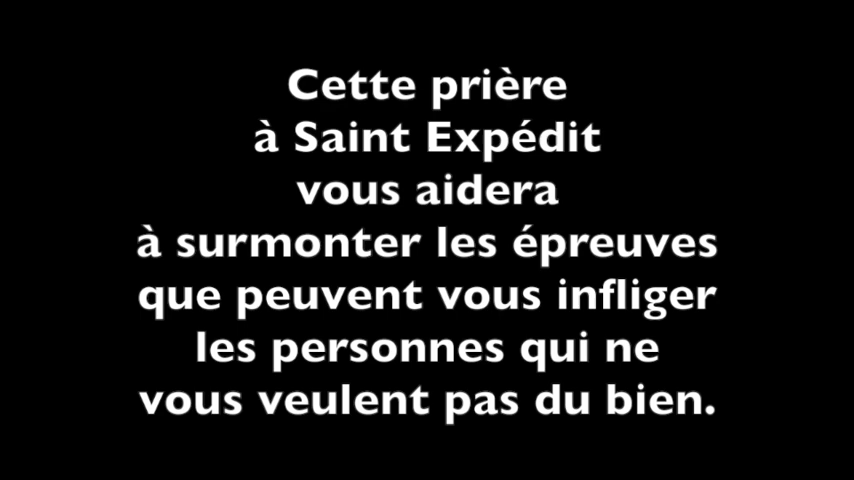 Cette prière
à Saint Expédit
vous aidera
à surmonter les épreuves
que peuvent vous infliger
les personnes qui ne
vous veulent pas du bien.